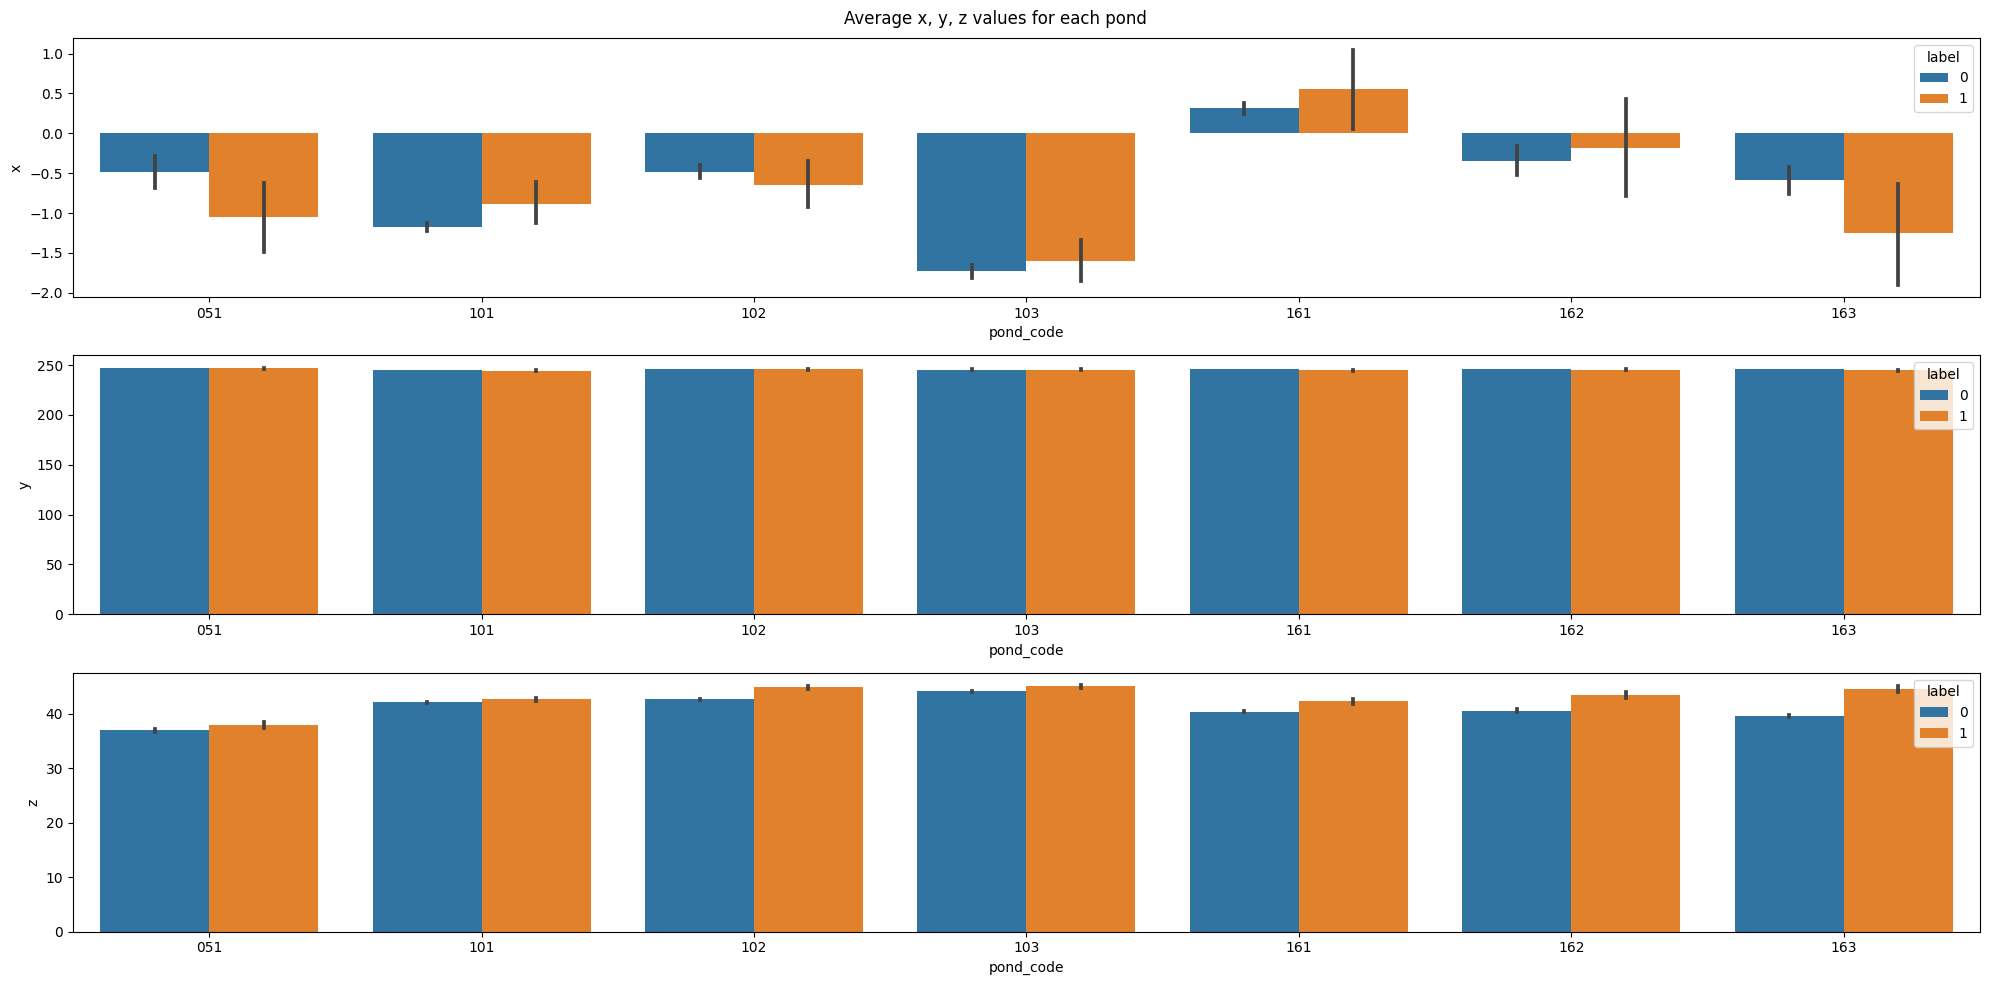 Average x, y, z values for each pond
1.0
0.5
0.0
−0.5
−1.0
−1.5
−2.0
x
label
0
1
051 101 102 103 161 162 163
pond_code
250
200
150
100
50
0
y
label
0
1
051 101 102 103 161 162 163
pond_code
40
30
20
10
0
z
label
0
1
051 101 102 103 161 162 163
pond_code